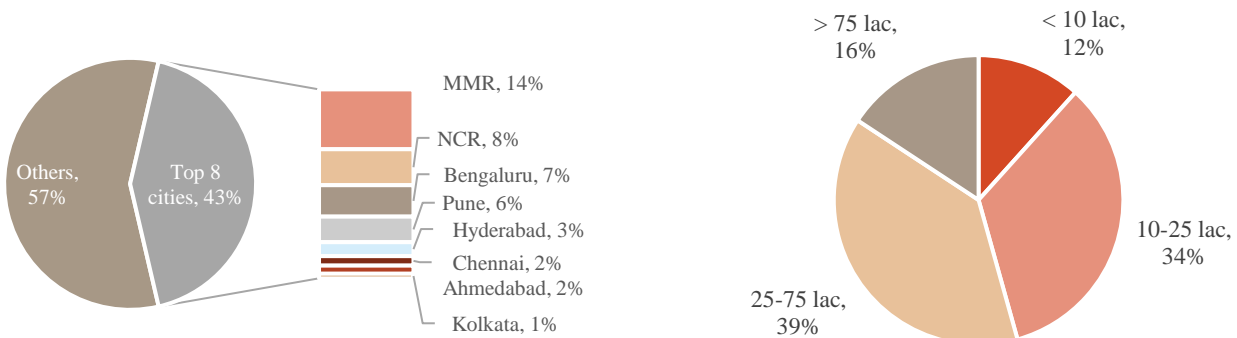 Others,
57%
Top 8
cities, 43%
MMR, 14%
NCR, 8%
Bengaluru, 7%
Pune, 6%
Hyderabad, 3%
Chennai, 2%
Ahmedabad, 2%
Kolkata, 1%
> 75 lac,
16%
< 10 lac,
12%
10-25 lac,
34%
25-75 lac,
39%